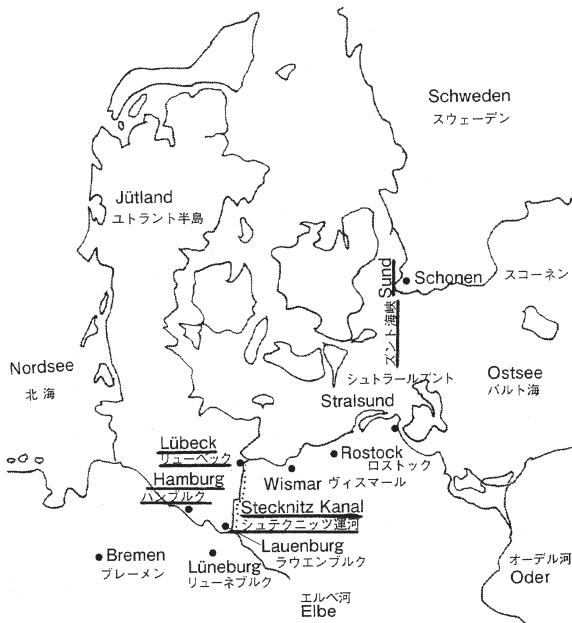 Schweden
スウェーデン
Jütland
ユトラント半島
Sund
ズント海峡
Schonen
スコーネン
Nordsee
北海
Ostsee
バルト海
シュトラールズント
Stralsund
Lübeck
リューベック
Rostock
ロストック
Hamburg
ハンブルク
Wismar ヴィスマール
Stecknitz Kanal
シュテクニッツ運河
Lauenburg
ラウエンブルク
Bremen
ブレーメン
Lüneburg
リューネブルク
オーデル河
Oder
エルベ河
Elbe